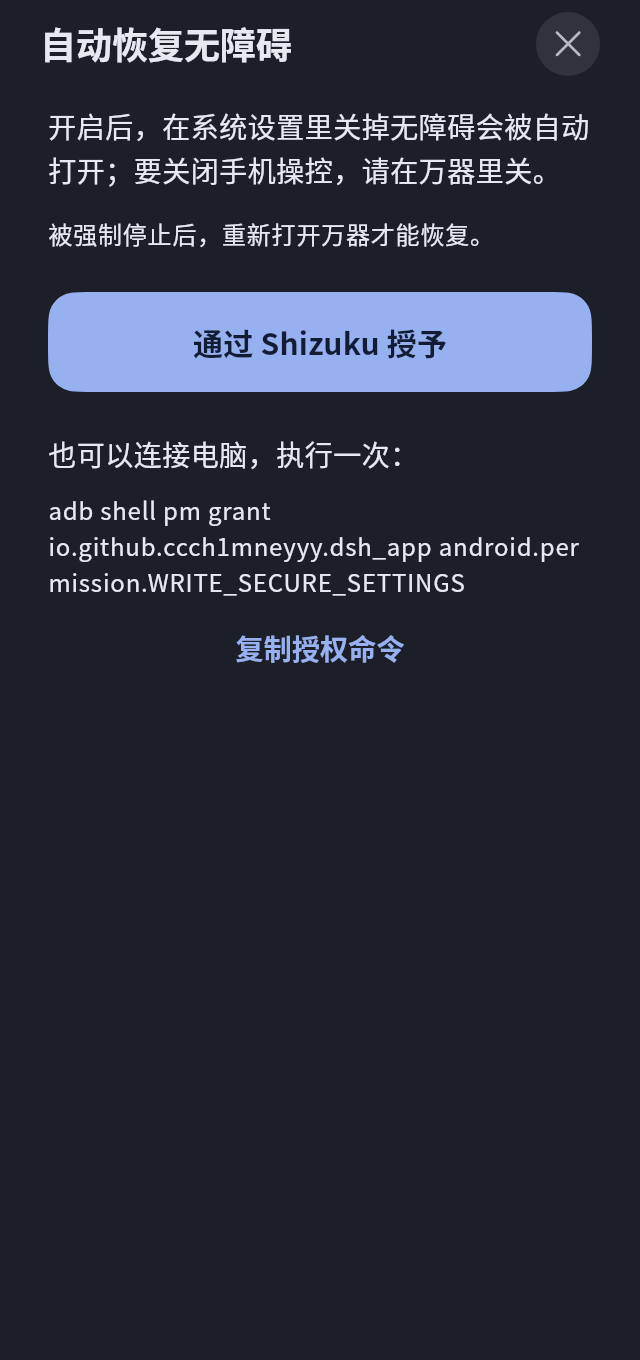 自动恢复无障碍
开启后，在系统设置里关掉无障碍会被自动
打开；要关闭手机操控，请在万器里关。
被强制停止后，重新打开万器才能恢复。
通过 Shizuku 授予
也可以连接电脑，执行一次：
adb shell pm grant
io.github.ccch1mneyyy.dsh_app android.per
mission.WRITE_SECURE_SETTINGS
复制授权命令